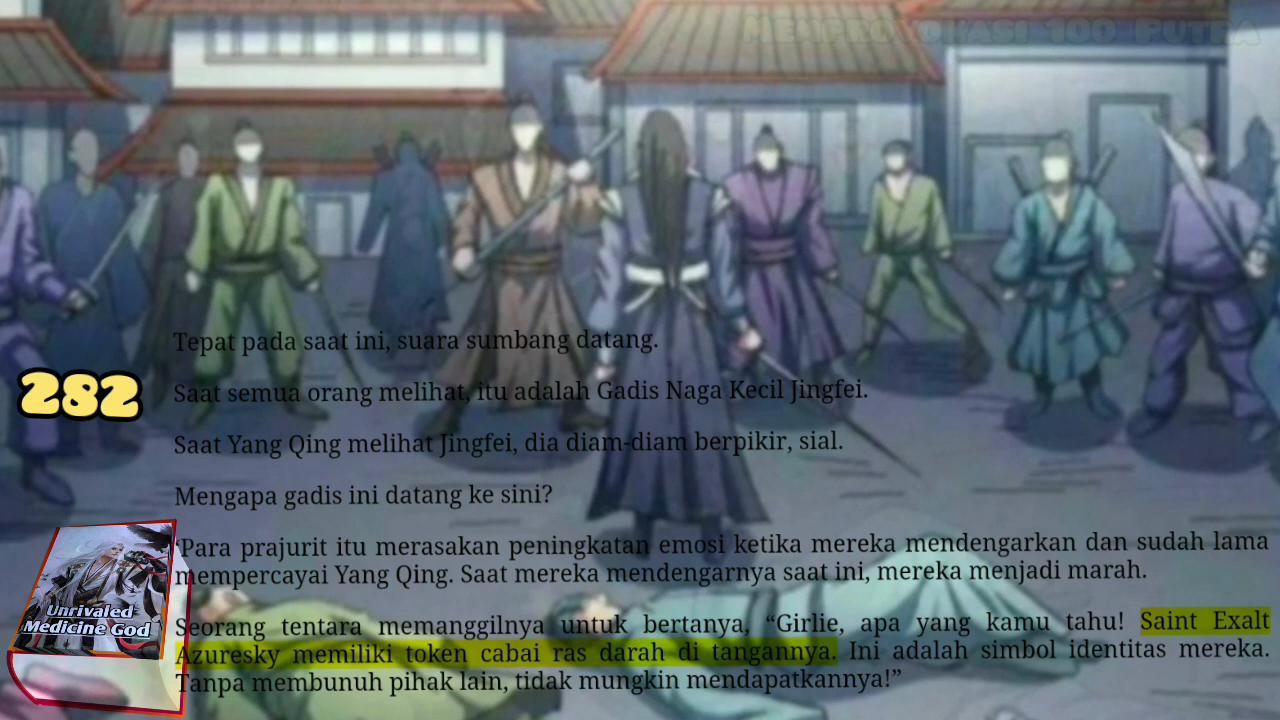 MEMPROVOKASI 100 PUTRA
Tepat pada saat ini, suara sumbang datang.
Saat semua orang melihat, itu adalah Gadis Naga Kecil Jingfei.
282
Saat Yang Qing melihat Jingfei, dia diam-diam berpikir, sial.
Mengapa gadis ini datang ke sini?
‘Para prajurit itu merasakan peningkatan emosi ketika mereka mendengarkan dan sudah lama
mempercayai Yang Qing. Saat mereka mendengarnya saat ini, mereka menjadi marah.
Unrivaled
Medicine God
Seorang tentara memanggilnya untuk bertanya, “Girlie, apa yang kamu tahu! Saint Exalt
Azuresky memiliki token cabai ras darah di tangannya. Ini adalah simbol identitas mereka.
Tanpa membunuh pihak lain, tidak mungkin mendapatkannya!”